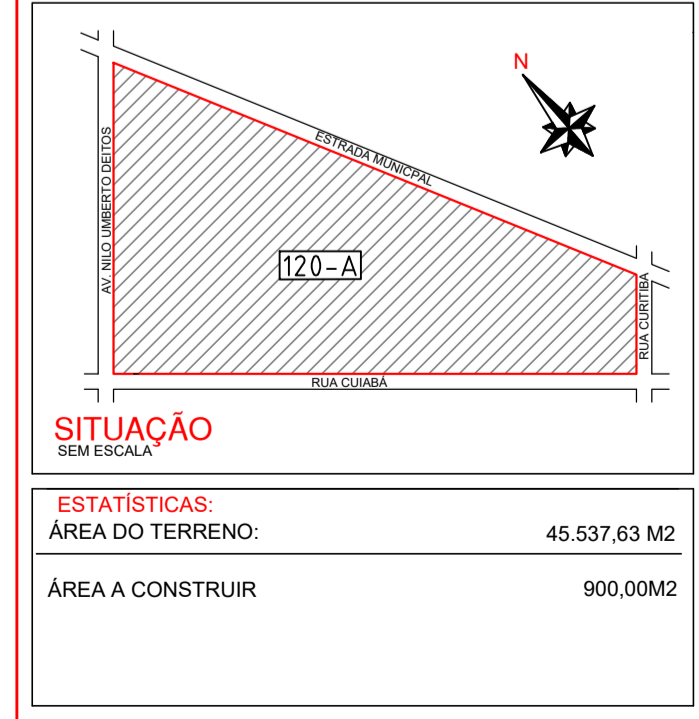 N
AV. NILO UMBERTO DEITOS
ESTRADA MUNICPAL
120-A
RUA CURITIBA
RUA CUIABÁ
SITUAÇÃO
SEM ESCALA
ESTATÍSTICAS:
ÁREA DO TERRENO: 45.537,63 M2
ÁREA A CONSTRUIR 900,00M2